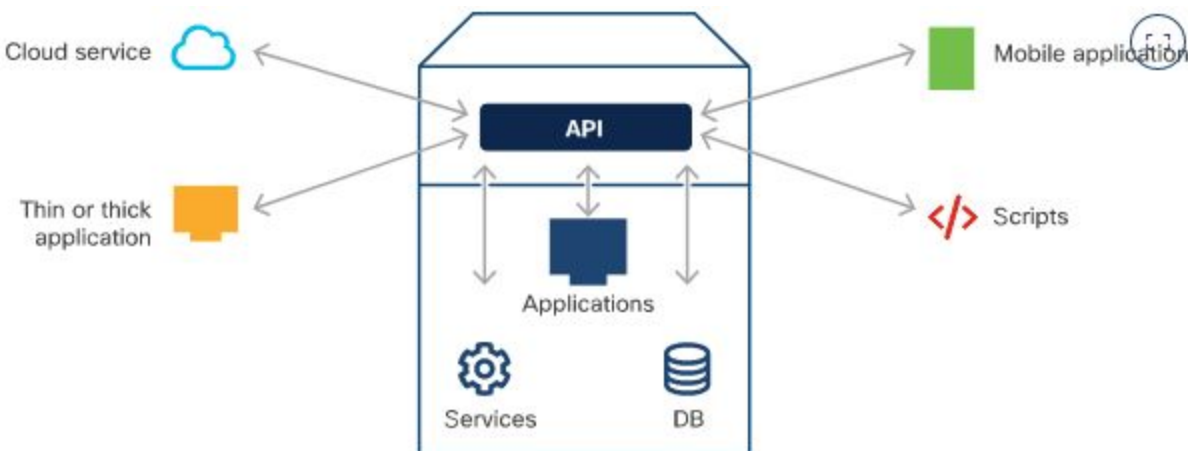 Cloud service
Mobile application
API
Thin or thick
application
Scripts
Applications
Services
DB